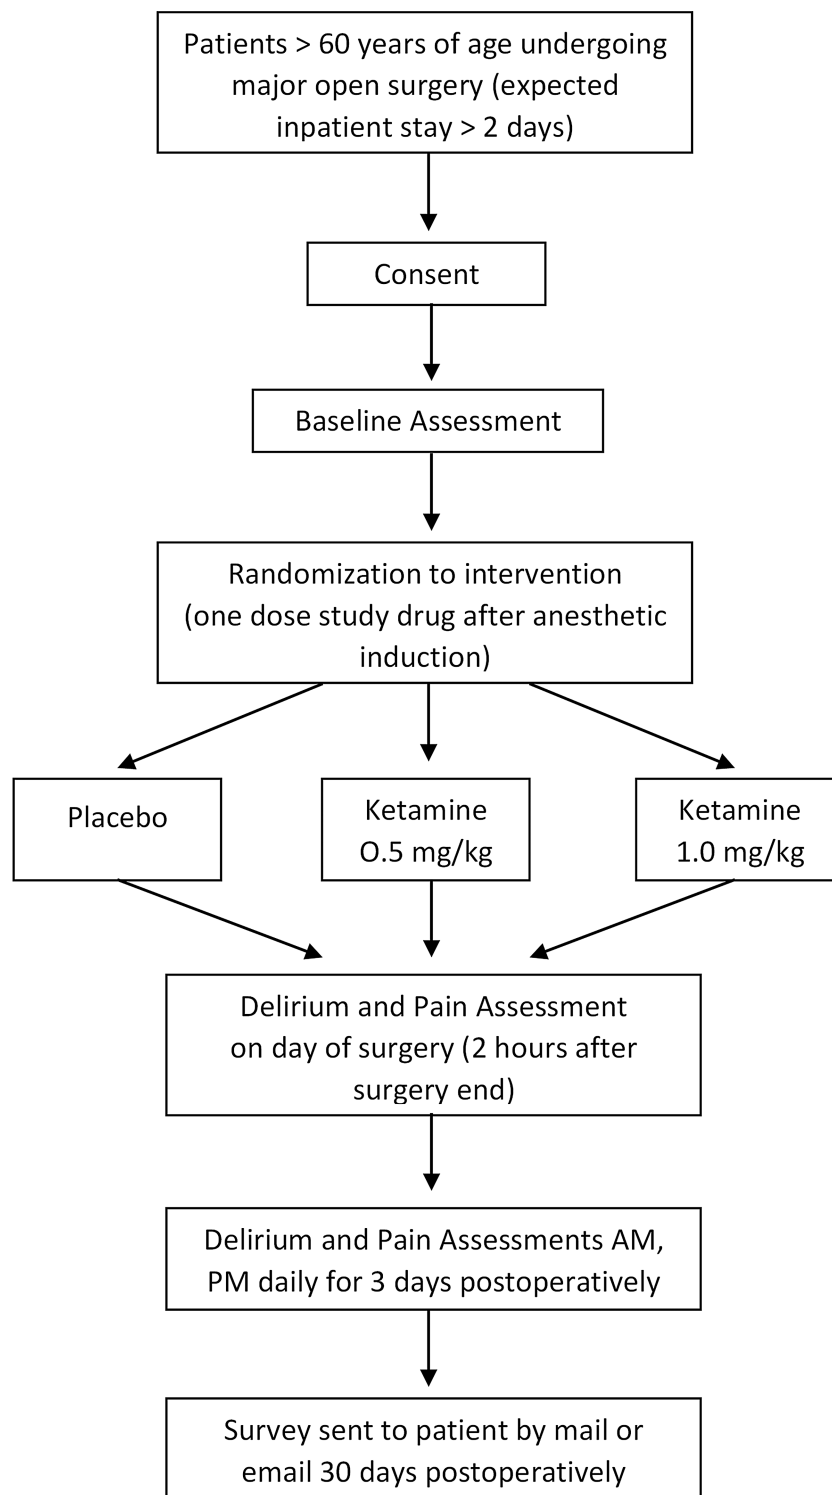 Patients > 60 years of age undergoing
major open surgery (expected
inpatient stay > 2 days)
Consent
Baseline Assessment
Randomization to intervention
(one dose study drug after anesthetic
induction)
Placebo
Ketamine
O.5 mg/kg
Ketamine
1.0 mg/kg
Delirium and Pain Assessment
on day of surgery (2 hours after
surgery end)
Delirium and Pain Assessments AM,
PM daily for 3 days postoperatively
Survey sent to patient by mail or
email 30 days postoperatively